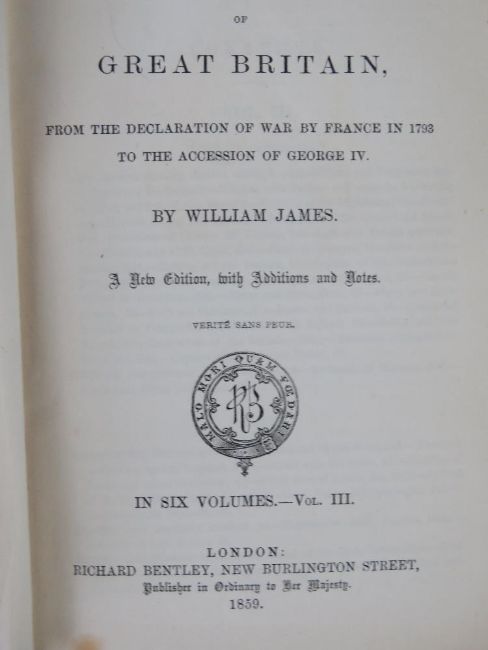 OF
GREAT BRITAIN,
FROM THE DECLARATION OF WAR BY FRANCE IN 1793
TO THE ACCESSION OF GEORGE IV.
BY WILLIAM JAMES.
A New Edition, with Additions and Notes.
VERITÉ SANS PEUR.
MALO MORI QUAM FŒDARI
RB
IN SIX VOLUMES.—VOL. III.
LONDON:
RICHARD BENTLEY, NEW BURLINGTON STREET,
Publisher in Ordinary to Her Majesty.
1859.